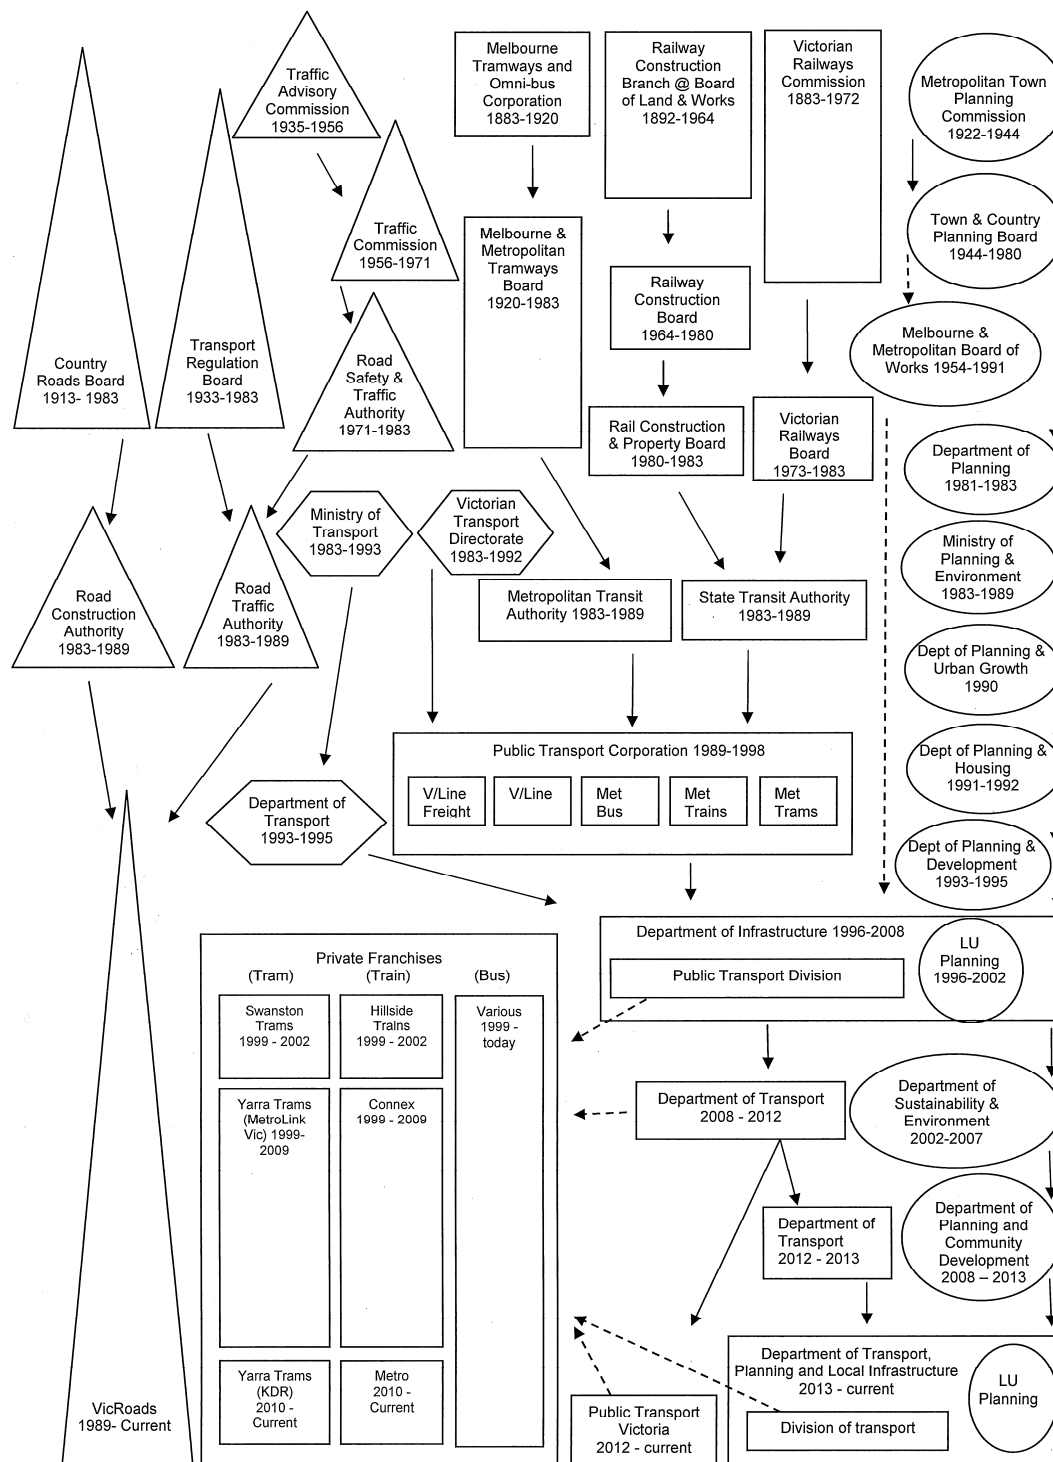 Traffic
Advisory
Commission
1935-1956
Melbourne
Tramways and
Omni-bus
Corporation
1883-1920
Railway
Construction
Branch @ Board
of Land & Works
1892-1964
Victorian
Railways
Commission
1883-1972
Metropolitan Town
Planning
Commission
1922-1944
Traffic
Commission
1956-1971
Melbourne &
Metropolitan
Tramways
Board
1920-1983
Town & Country
Planning Board
1944-1980
Railway
Construction
Board
1964-1980
Melbourne &
Metropolitan Board of
Works 1954-1991
Country
Roads Board
1913- 1983
Transport
Regulation
Board
1933-1983
Road
Safety &
Traffic
Authority
1971-1983
Rail Construction
& Property Board
1980-1983
Victorian
Railways
Board
1973-1983
Department of
Planning
1981-1983
Ministry of
Transport
1983-1993
Victorian
Transport
Directorate
1983-1992
Ministry of
Planning &
Environment
1983-1989
Road
Construction
Authority
1983-1989
Road
Traffic
Authority
1983-1989
Metropolitan Transit
Authority 1983-1989
State Transit Authority
1983-1989
Dept of Planning &
Urban Growth
1990
Public Transport Corporation 1989-1998
V/Line
Freight
V/Line
Met
Bus
Met
Trains
Met
Trams
Dept of Planning &
Housing
1991-1992
Department of
Transport
1993-1995
Dept of Planning &
Development
1993-1995
Department of Infrastructure 1996-2008
Public Transport Division
LU
Planning
1996-2002
Private Franchises
(Tram)
(Train)
(Bus)
Swanston
Trams
1999 - 2002
Hillside
Trains
1999 - 2002
Various
1999 -
today
Yarra Trams
(MetroLink
Vic) 1999-
2009
Connex
1999 - 2009
Department of Transport
2008 - 2012
Department of
Sustainability &
Environment
2002-2007
Department of
Transport
2012 - 2013
Department of
Planning and
Community
Development
2008 – 2013
Yarra Trams
(KDR)
2010 -
Current
Metro
2010 -
Current
Public Transport
Victoria
2012 - current
Department of Transport,
Planning and Local Infrastructure
2013 - current
Division of transport
LU
Planning
VicRoads
1989- Current